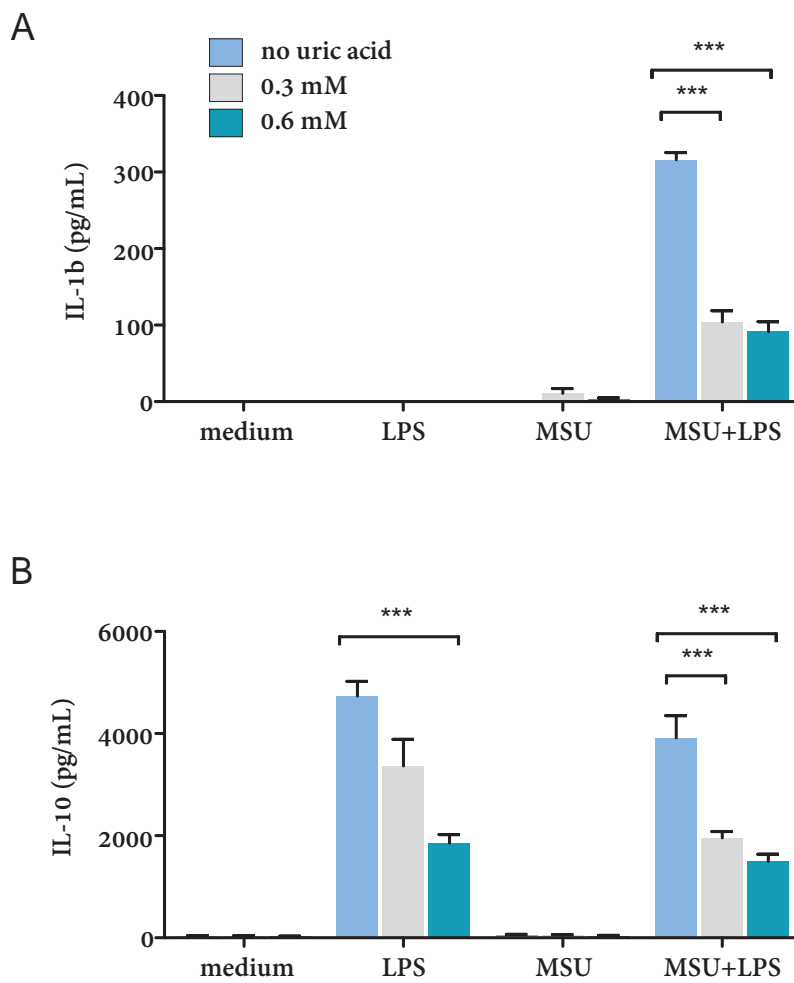 A
no uric acid
0.3 mM
0.6 mM
***
***
400
300
200
100
0
IL-1b (pg/mL)
medium LPS MSU MSU+LPS
B
***
***
***
6000
4000
2000
0
IL-10 (pg/mL)
medium LPS MSU MSU+LPS